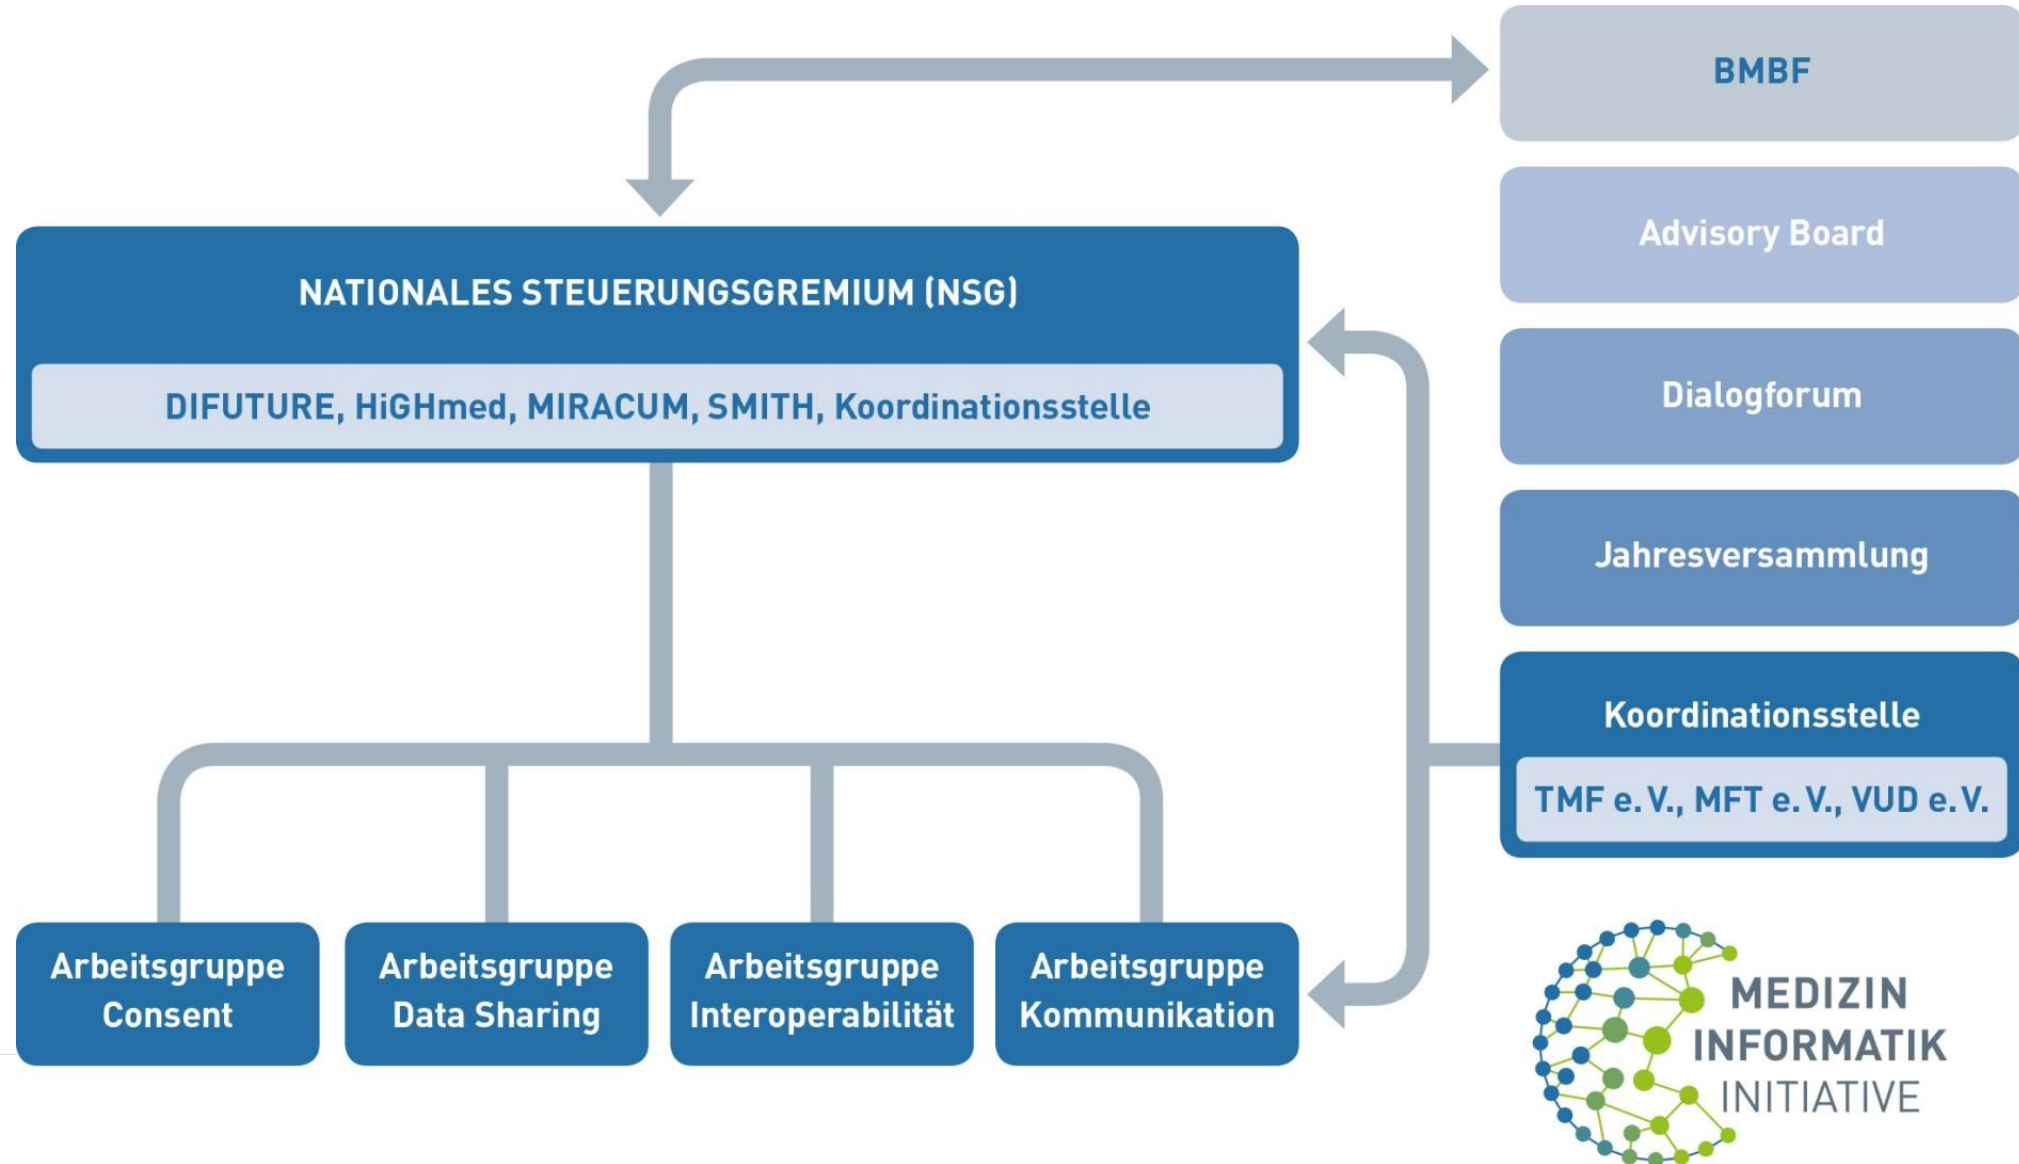 BMBF
Advisory Board
NATIONALES STEUERUNGSGREMIUM (NSG)
DIFUTURE, HiGHmed, MIRACUM, SMITH, Koordinationsstelle
Dialogforum
Jahresversammlung
Koordinationsstelle
TMF e. V., MFT e. V., VUD e. V.
Arbeitsgruppe
Consent
Arbeitsgruppe
Data Sharing
Arbeitsgruppe
Interoperabilität
Arbeitsgruppe
Kommunikation
MEDIZIN
INFORMATIK
INITIATIVE